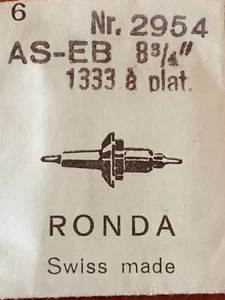 6
Nr. 2954
AS-EB 8¾'''
1333 à plat.
RONDA
Swiss made